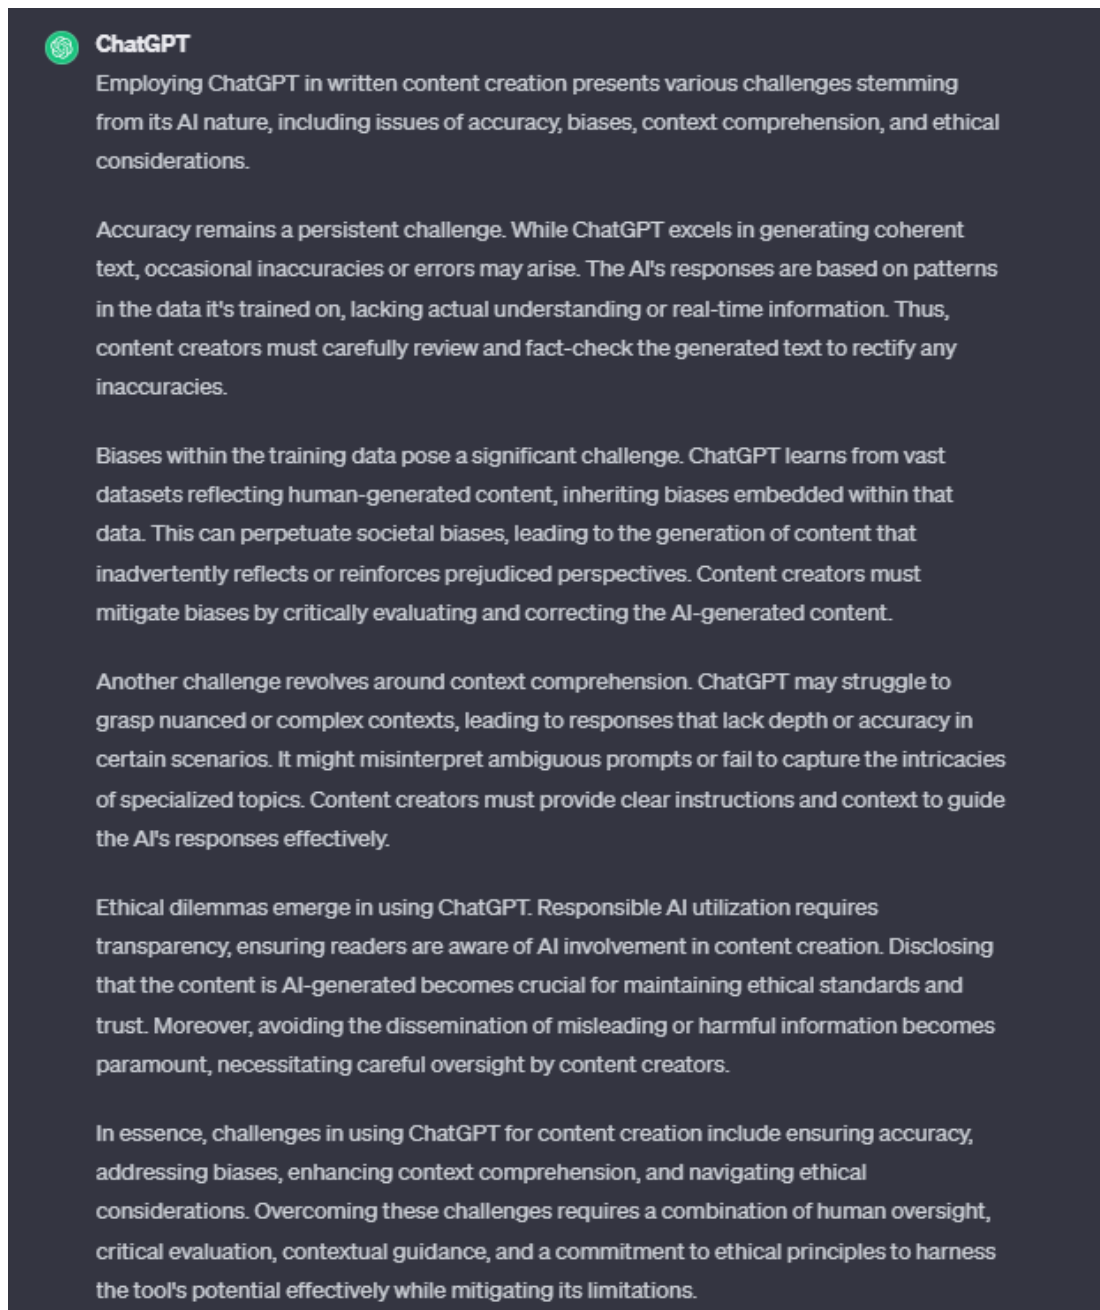 ChatGPT
Employing ChatGPT in written content creation presents various challenges stemming
from its AI nature, including issues of accuracy, biases, context comprehension, and ethical
considerations.
Accuracy remains a persistent challenge. While ChatGPT excels in generating coherent
text, occasional inaccuracies or errors may arise. The AI's responses are based on patterns
in the data it's trained on, lacking actual understanding or real-time information. Thus,
content creators must carefully review and fact-check the generated text to rectify any
inaccuracies.
Biases within the training data pose a significant challenge. ChatGPT learns from vast
datasets reflecting human-generated content, inheriting biases embedded within that
data. This can perpetuate societal biases, leading to the generation of content that
inadvertently reflects or reinforces prejudiced perspectives. Content creators must
mitigate biases by critically evaluating and correcting the AI-generated content.
Another challenge revolves around context comprehension. ChatGPT may struggle to
grasp nuanced or complex contexts, leading to responses that lack depth or accuracy in
certain scenarios. It might misinterpret ambiguous prompts or fail to capture the intricacies
of specialized topics. Content creators must provide clear instructions and context to guide
the AI's responses effectively.
Ethical dilemmas emerge in using ChatGPT. Responsible AI utilization requires
transparency, ensuring readers are aware of AI involvement in content creation. Disclosing
that the content is AI-generated becomes crucial for maintaining ethical standards and
trust. Moreover, avoiding the dissemination of misleading or harmful information becomes
paramount, necessitating careful oversight by content creators.
In essence, challenges in using ChatGPT for content creation include ensuring accuracy,
addressing biases, enhancing context comprehension, and navigating ethical
considerations. Overcoming these challenges requires a combination of human oversight,
critical evaluation, contextual guidance, and a commitment to ethical principles to harness
the tool's potential effectively while mitigating its limitations.